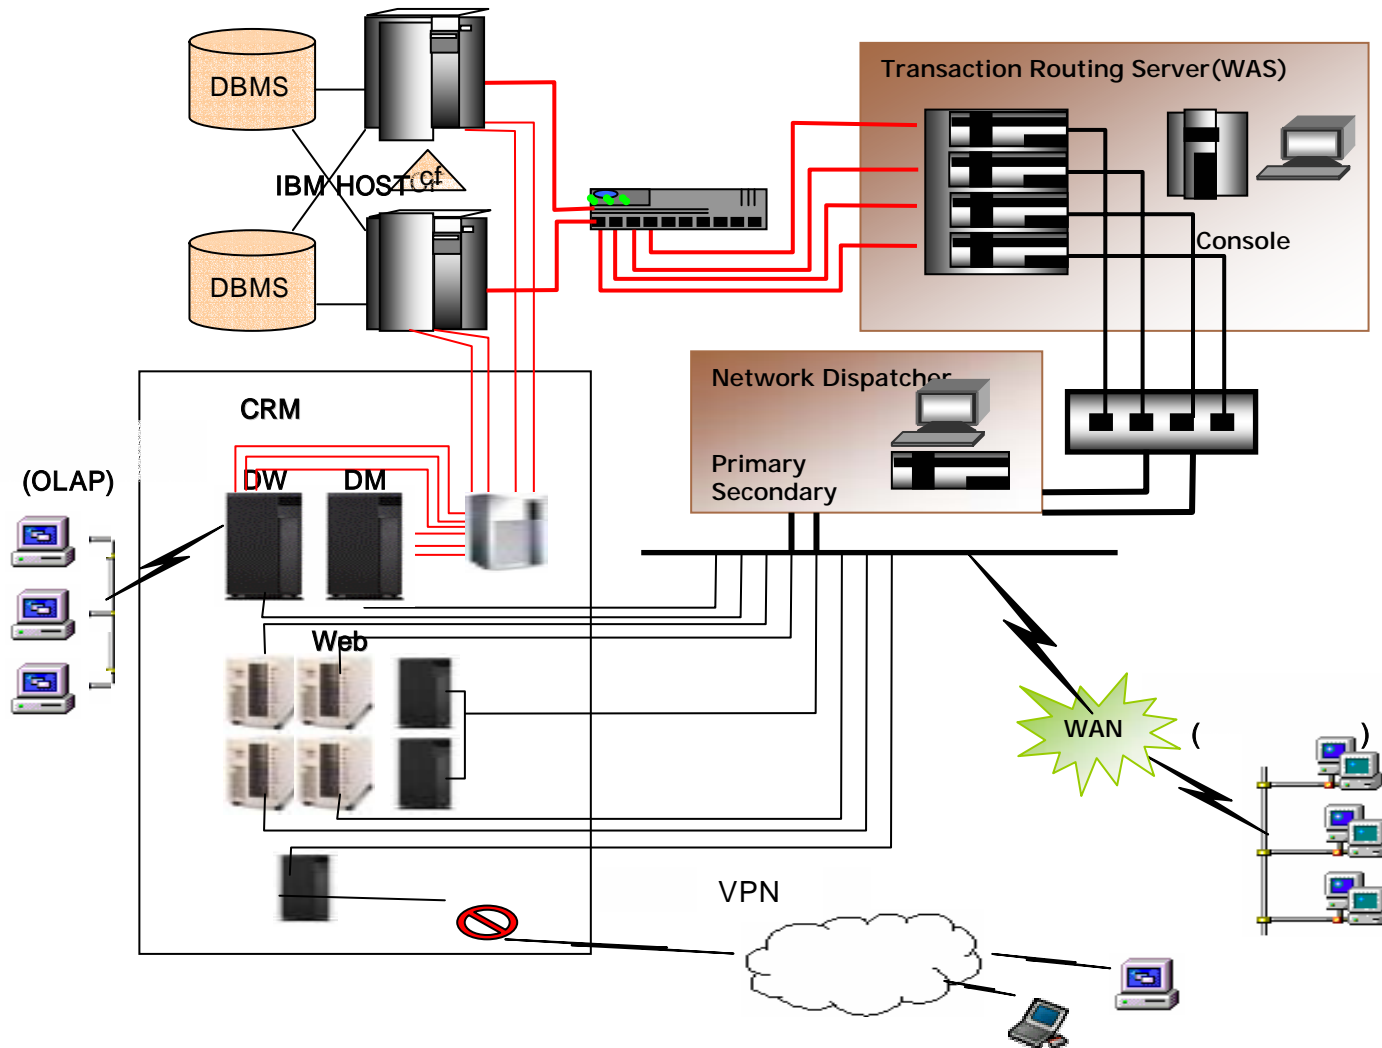 DBMS
IBM HOST
cf
cf
DBMS
Transaction Routing Server(WAS)
Console
Network Dispatcher
Primary
Secondary
CRM
(OLAP)
DW
DM
Web
WAN
(
)
VPN